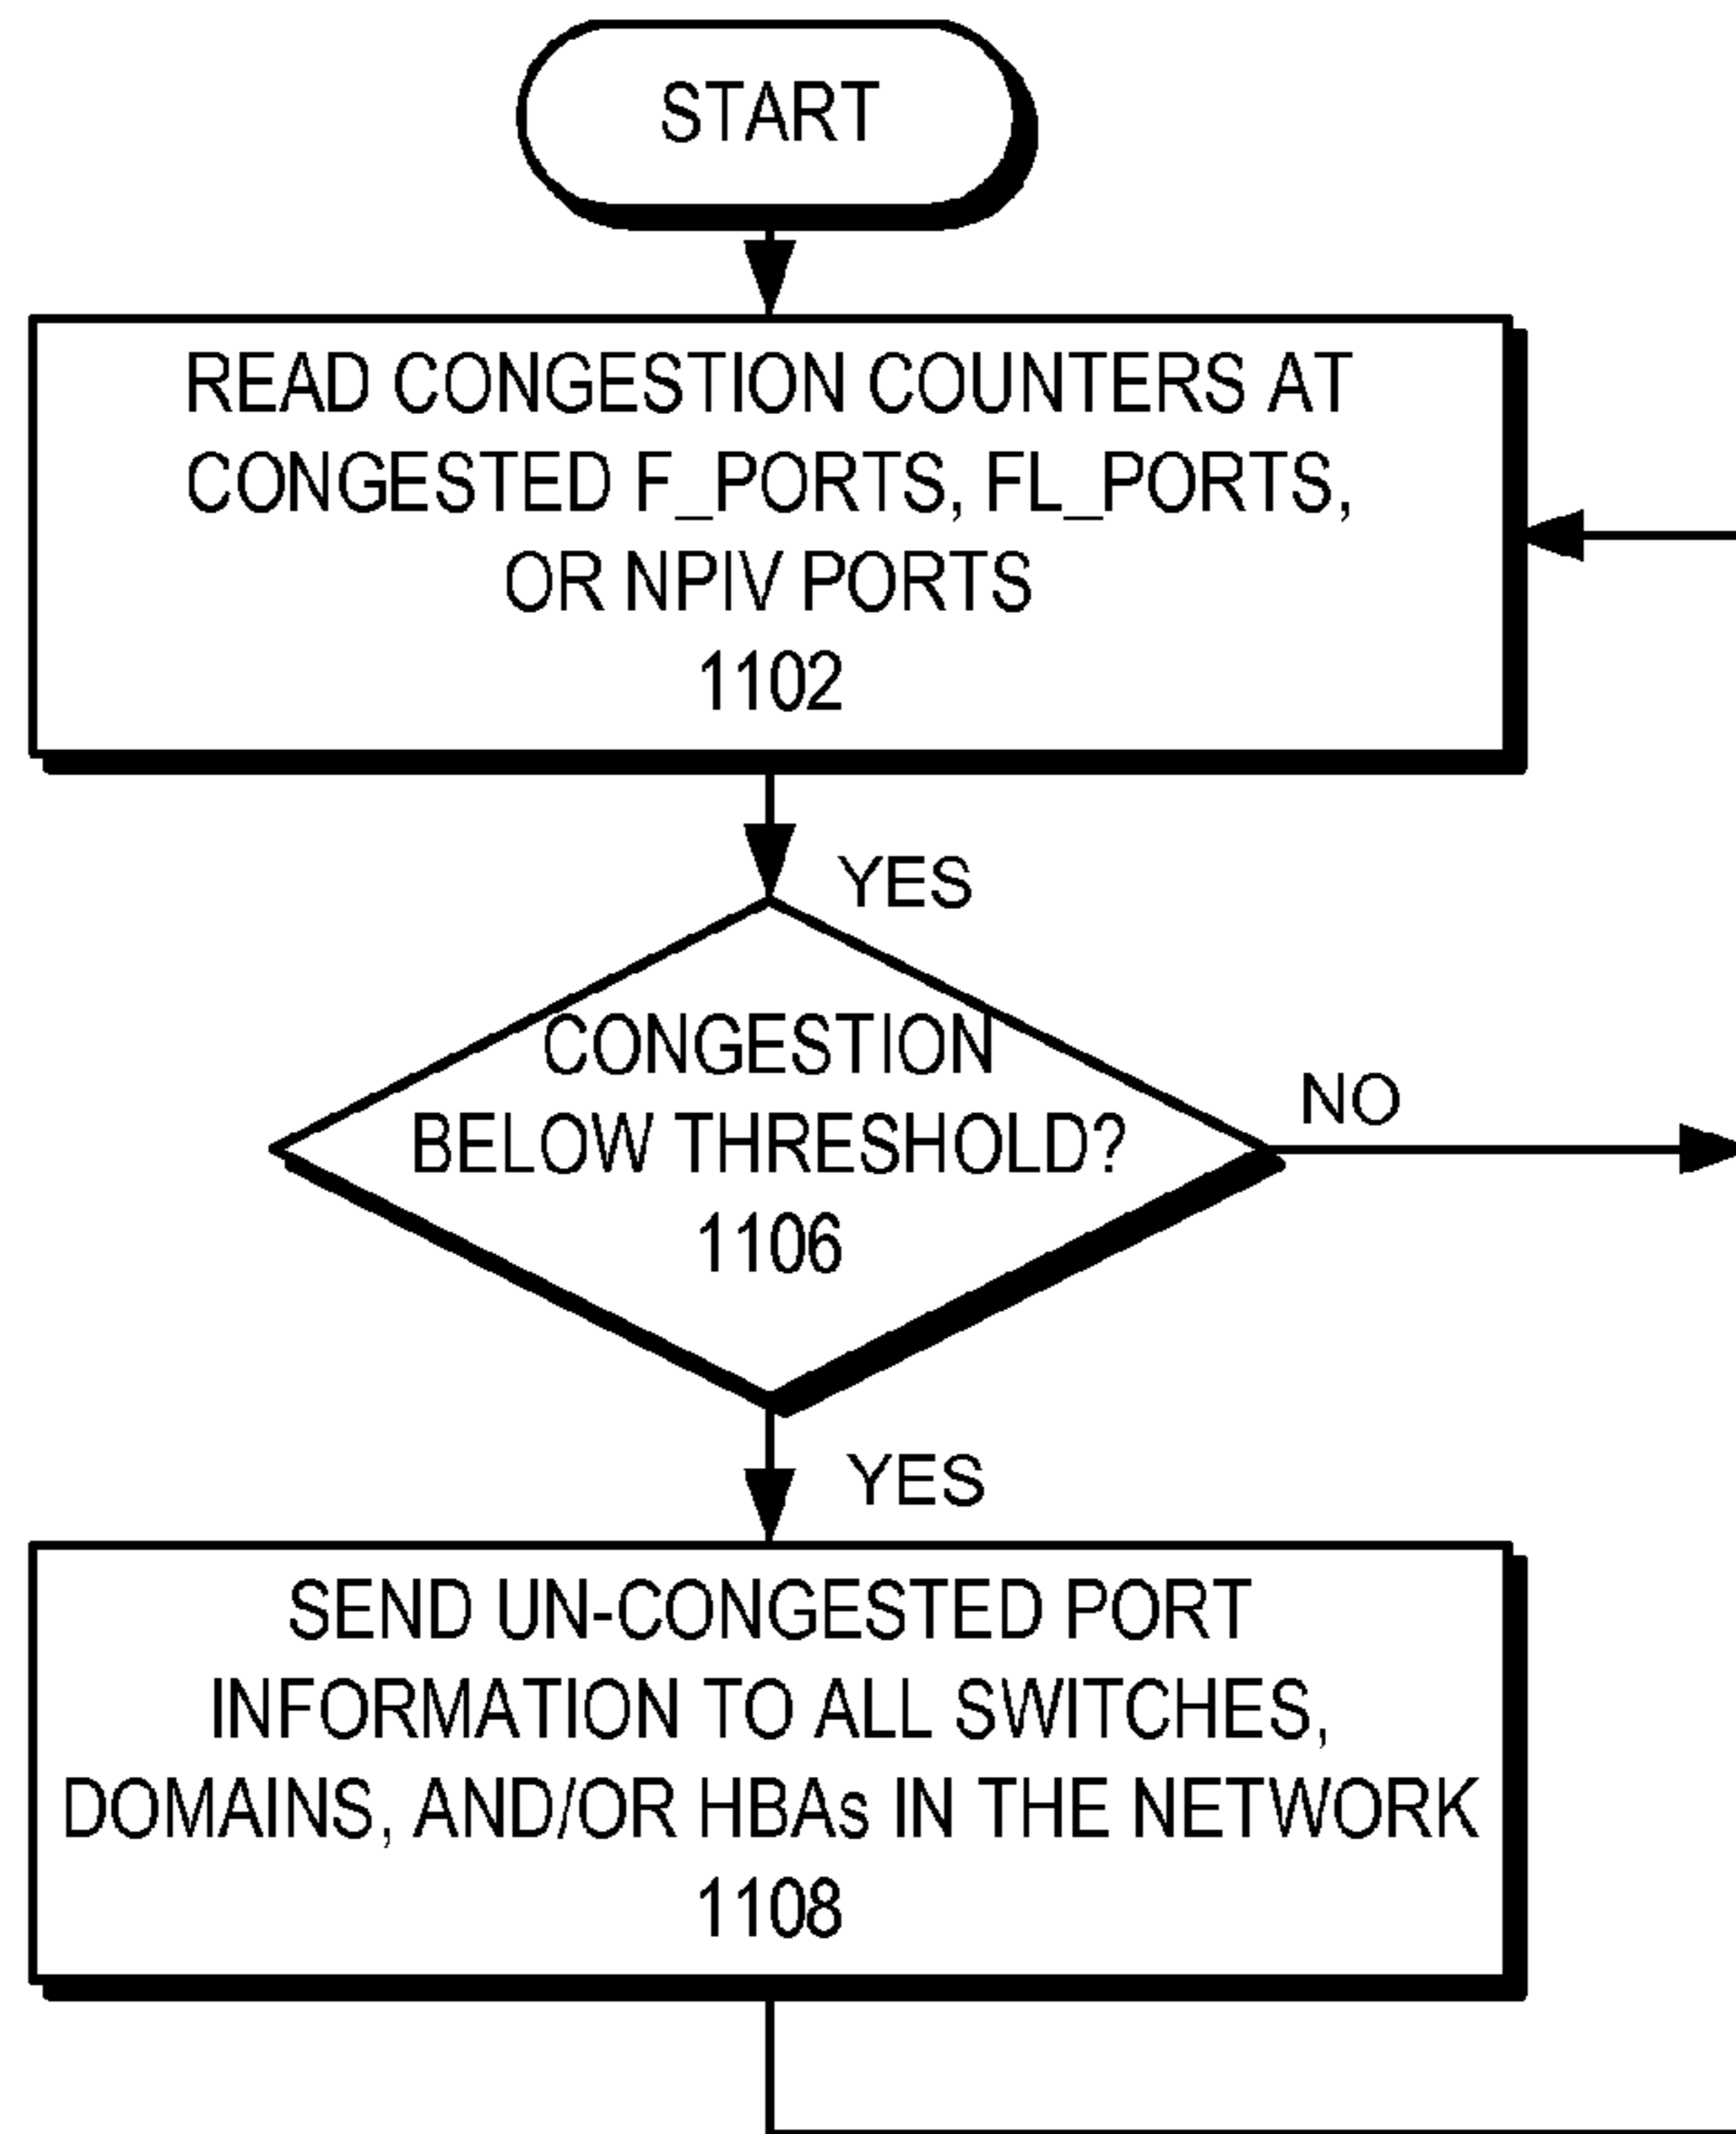 START
READ CONGESTION COUNTERS AT
CONGESTED F_PORTS, FL_PORTS,
OR NPIV PORTS
1102
YES
CONGESTION
BELOW THRESHOLD?
1106
NO
YES
SEND UN-CONGESTED PORT
INFORMATION TO ALL SWITCHES,
DOMAINS, AND/OR HBAs IN THE NETWORK
1108